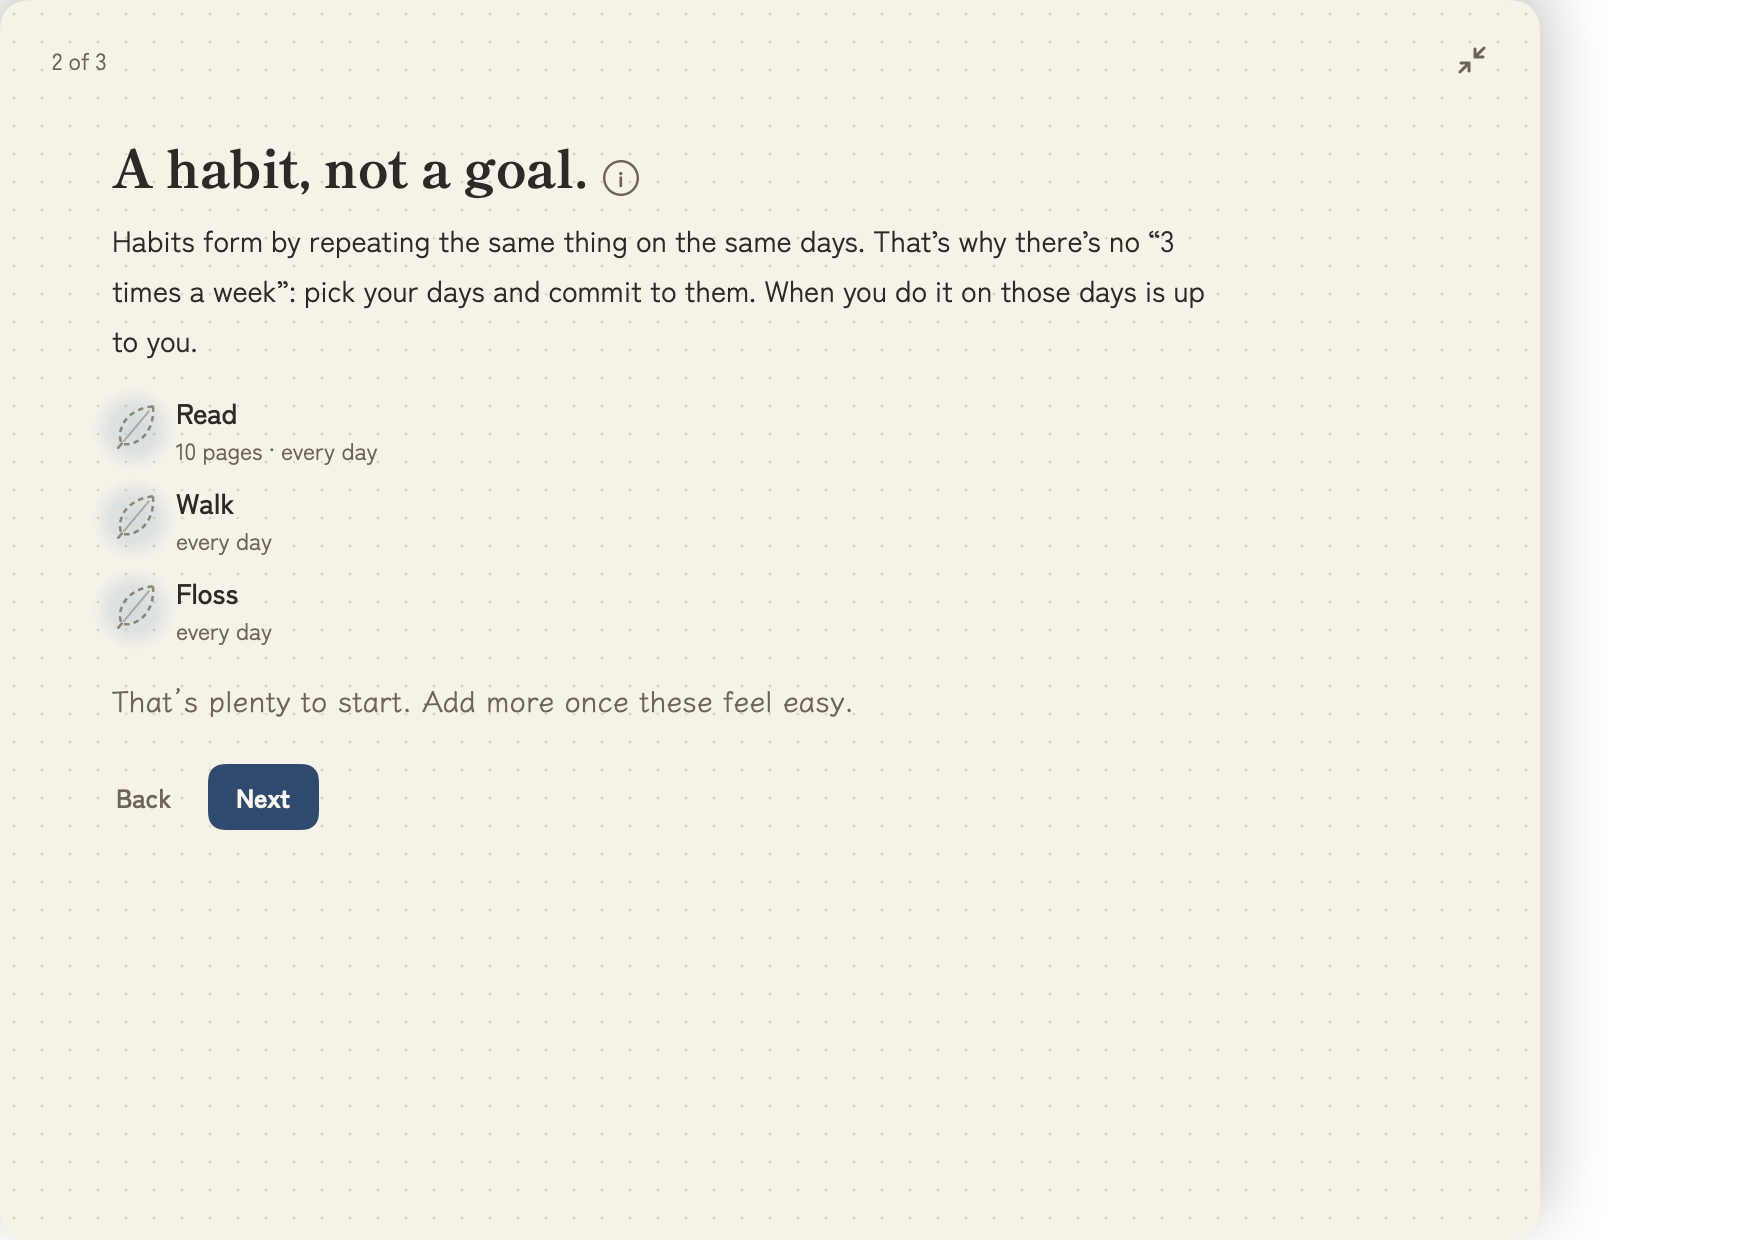 2 of 3
A habit, not a goal. i
Habits form by repeating the same thing on the same days. That’s why there’s no “3
times a week”: pick your days and commit to them. When you do it on those days is up
to you.
Read
10 pages · every day
Walk
every day
Floss
every day
That’s plenty to start. Add more once these feel easy.
Back Next